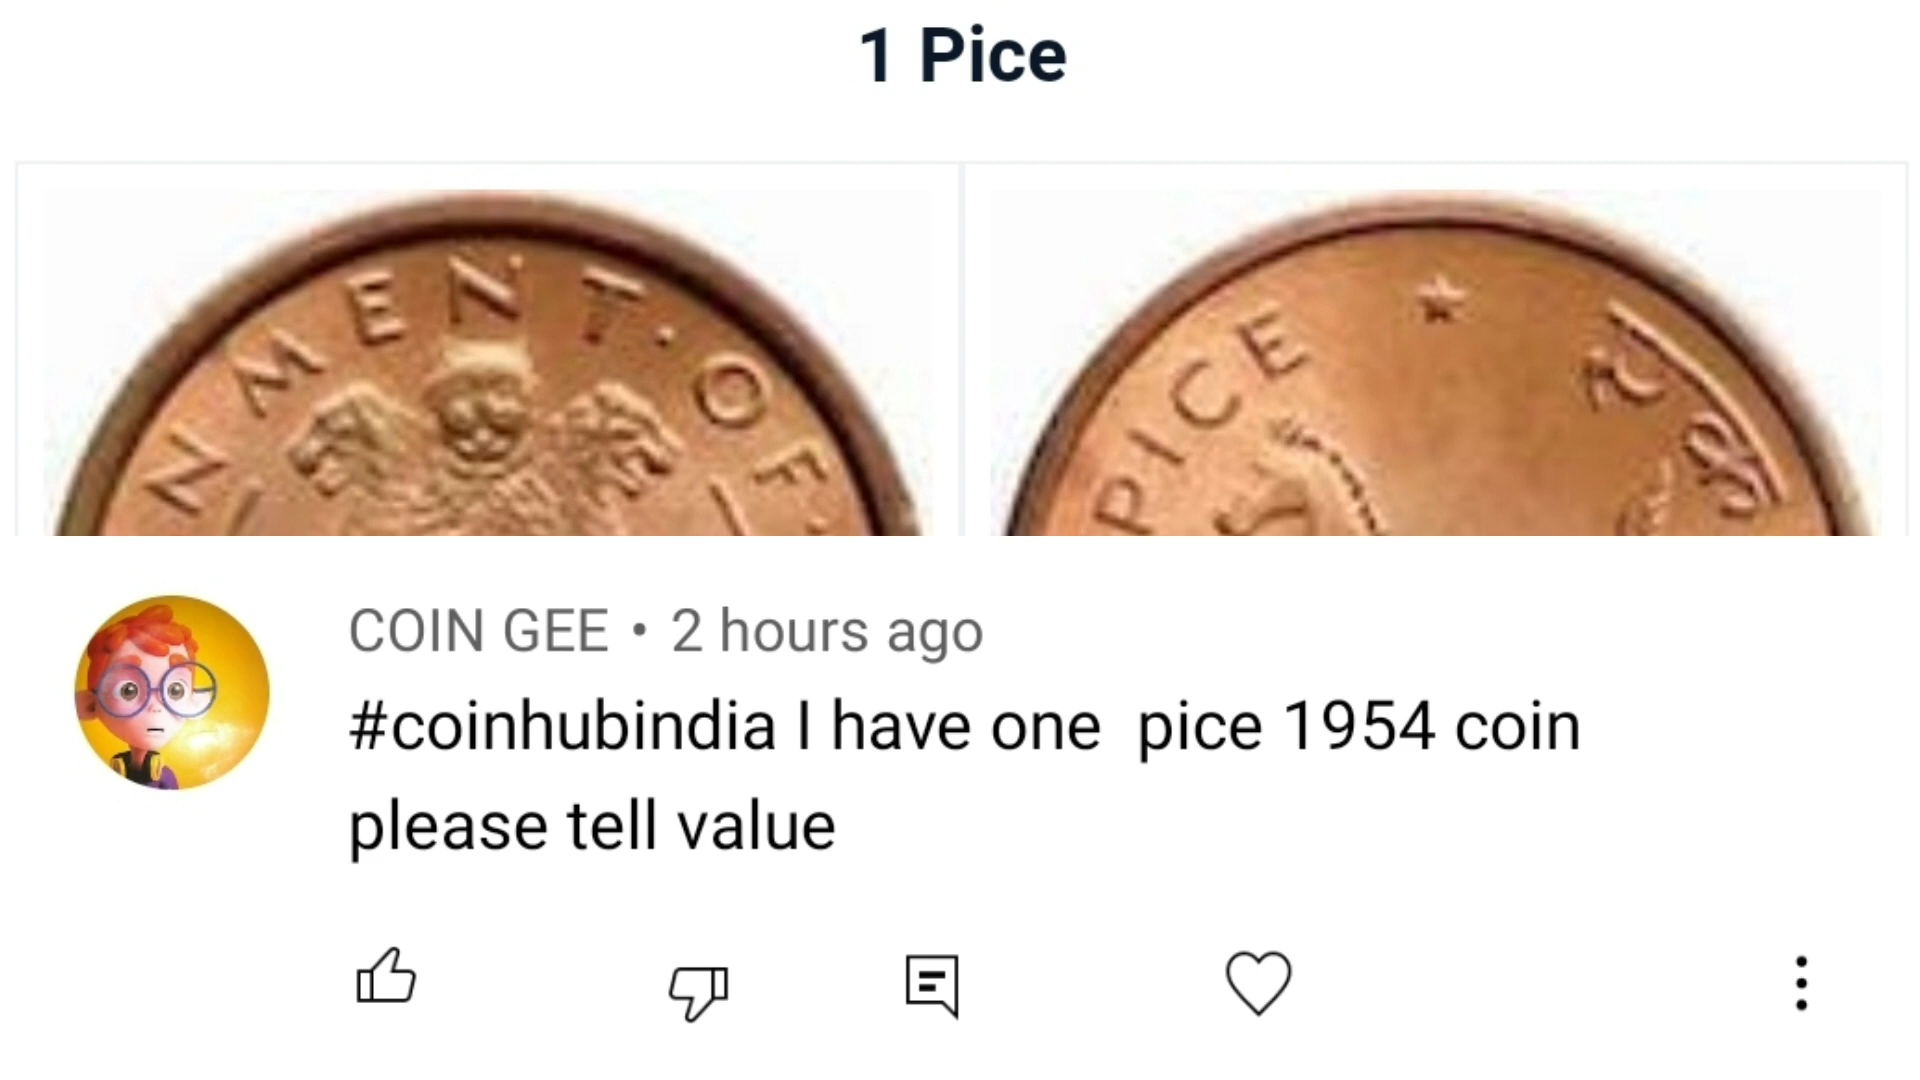 1 Pice
NMENT·OF·
PICE
COIN GEE • 2 hours ago
#coinhubindia I have one  pice 1954 coin
please tell value